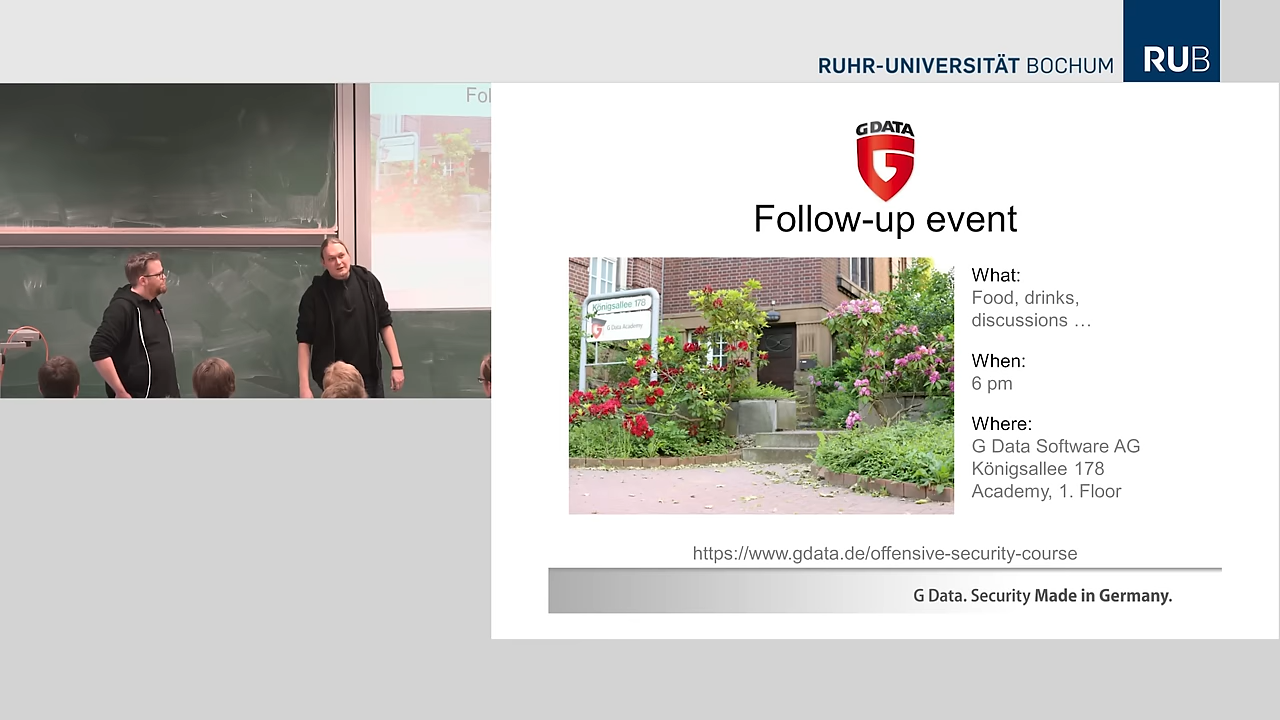 RUHR-UNIVERSITÄT BOCHUM
RUB
Fol
G DATA
Follow-up event
Königsallee 178
G Data Academy
What:
Food, drinks,
discussions …
When:
6 pm
Where:
G Data Software AG
Königsallee 178
Academy, 1. Floor
https://www.gdata.de/offensive-security-course
G Data. Security Made in Germany.